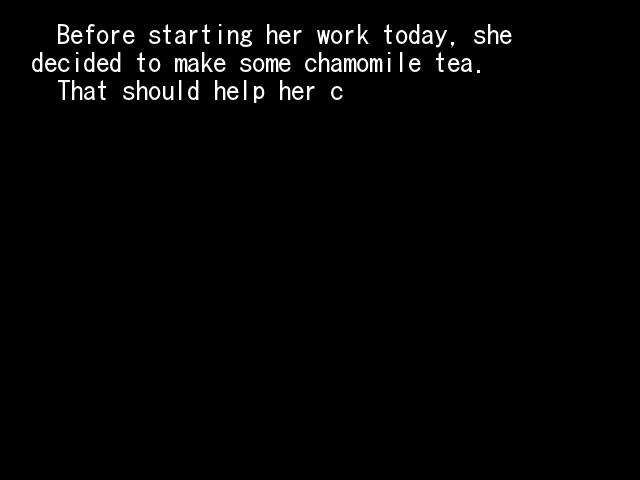 Before starting her work today, she
decided to make some chamomile tea.
That should help her c